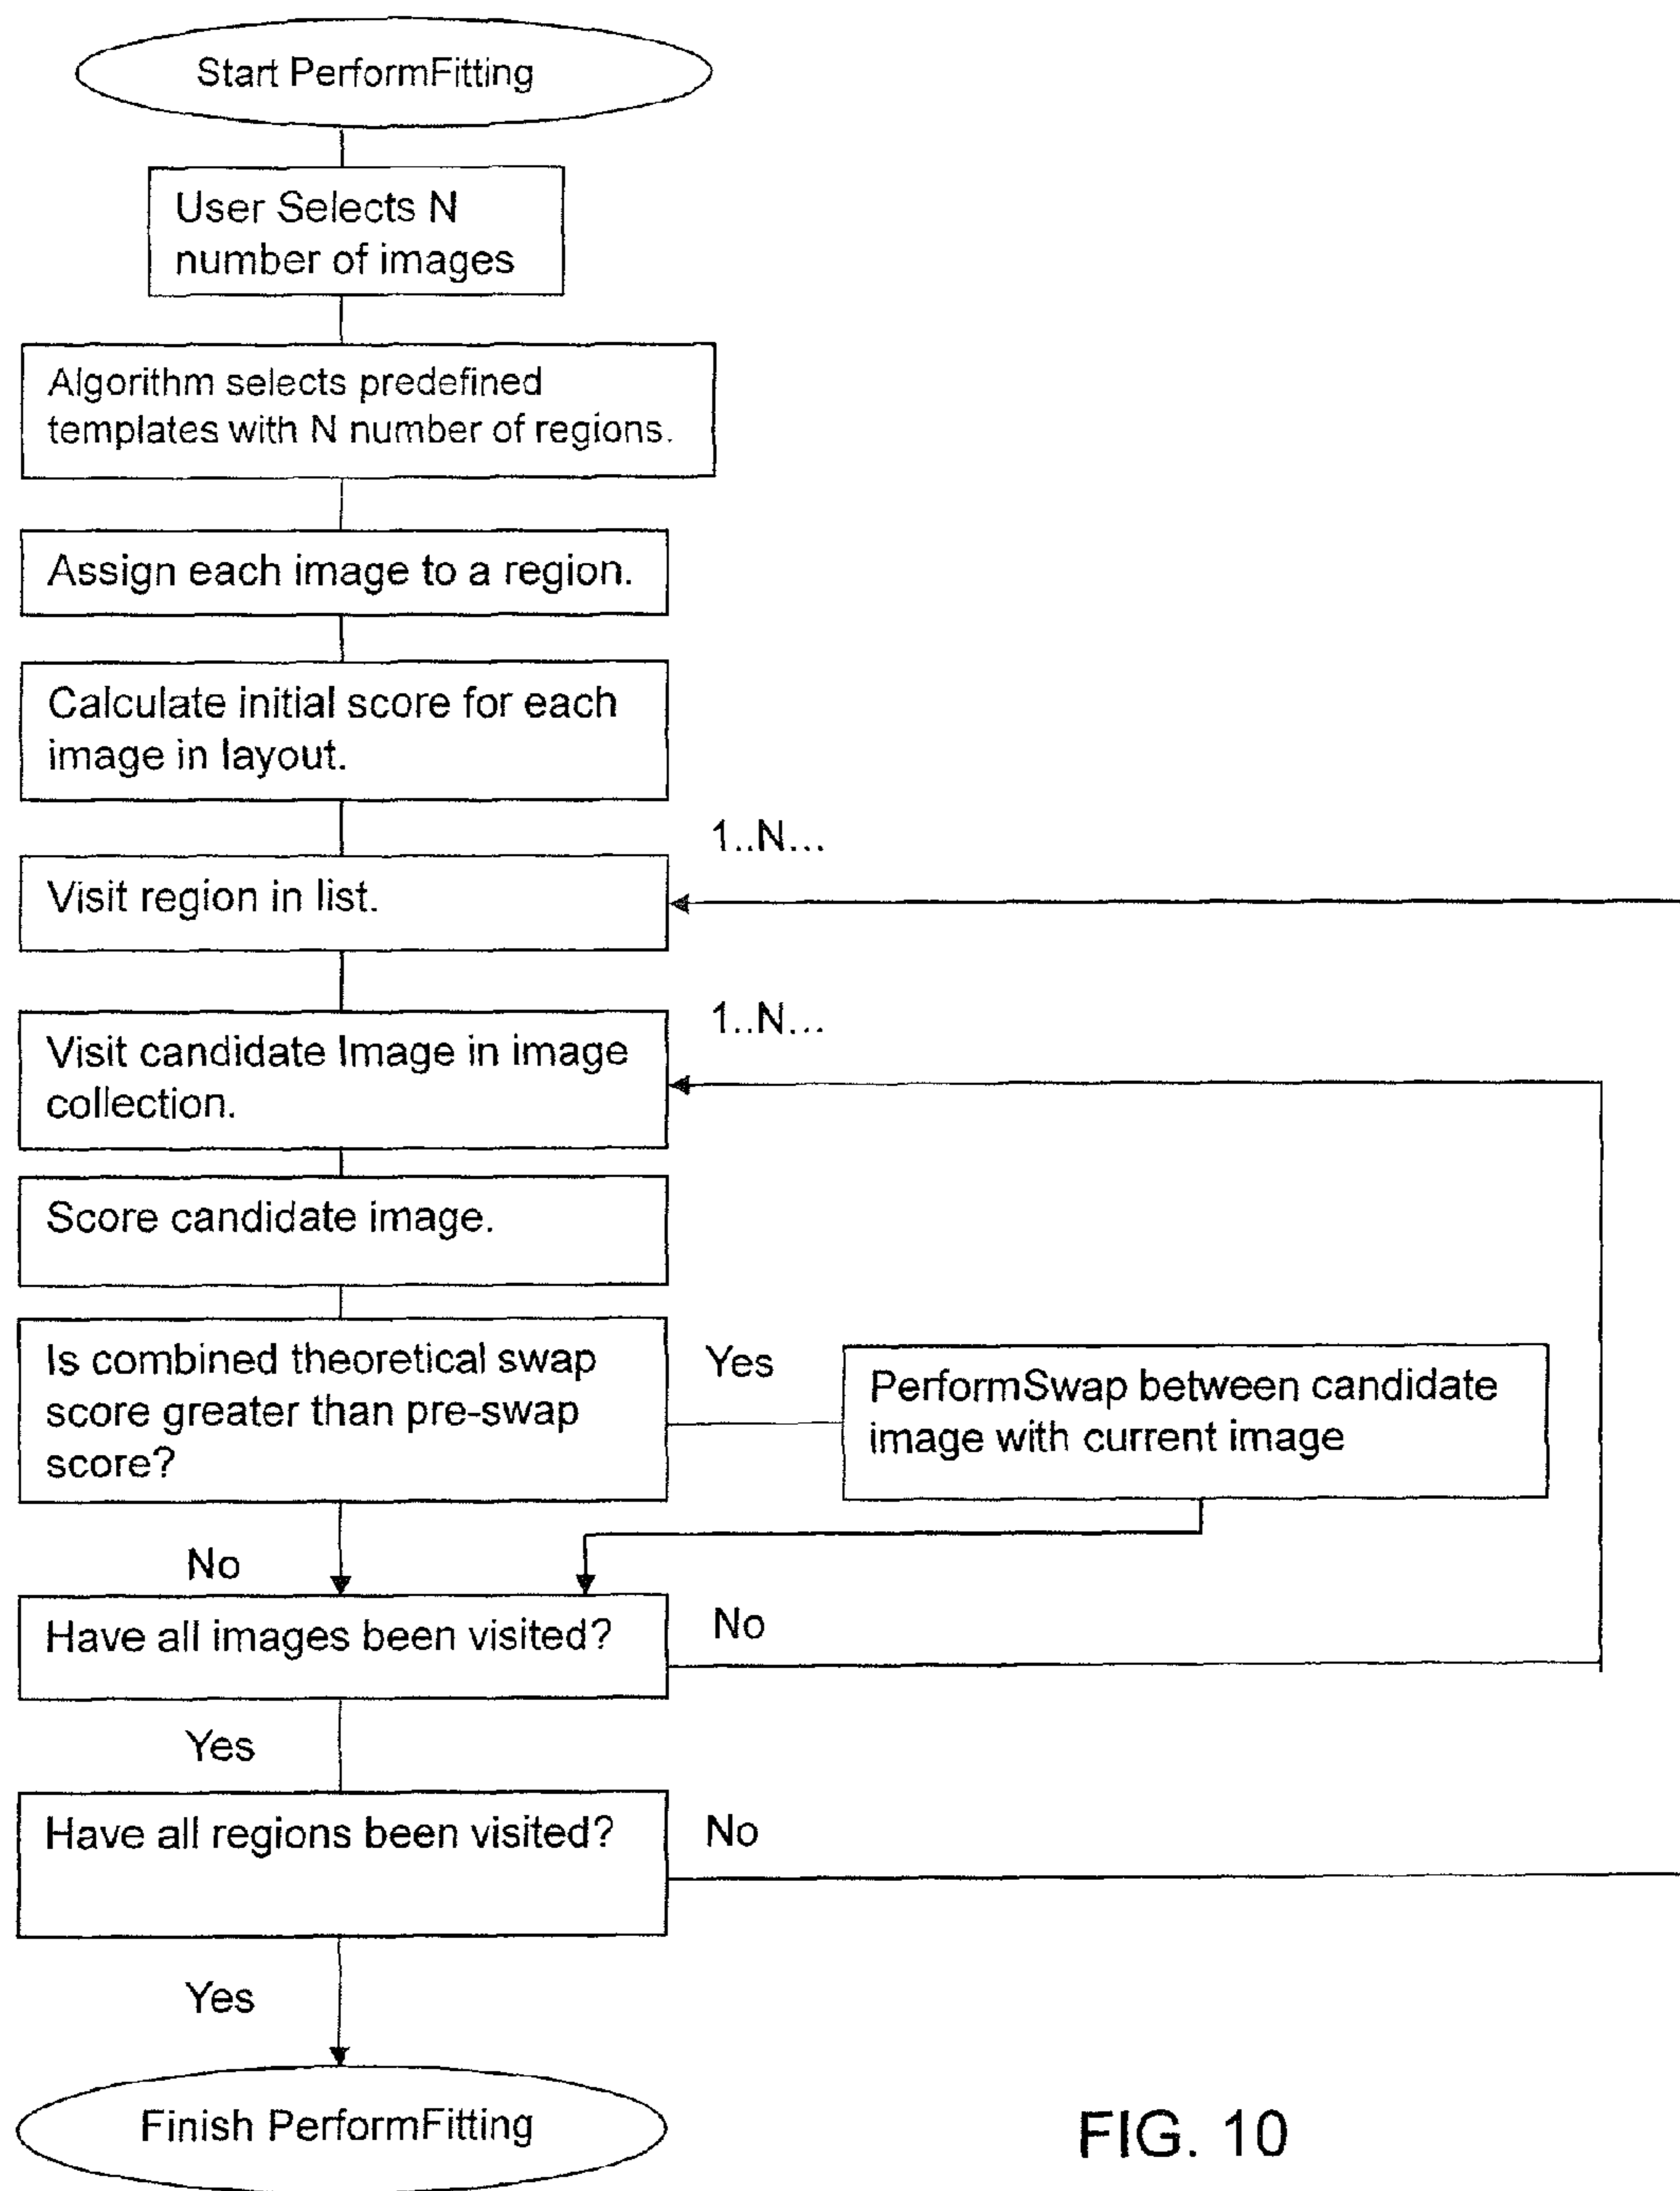 Start PerformFitting
User Selects N
number of images
Algorithm selects predefined
templates with N number of regions.
Assign each image to a region.
Calculate initial score for each
image in layout.
1..N...
Visit region in list.
1..N...
Visit candidate Image in image
collection.
Score candidate image.
Is combined theoretical swap
score greater than pre-swap
score?
Yes
PerformSwap between candidate
image with current image
No
Have all images been visited?
No
Yes
Have all regions been visited?
No
Yes
Finish PerformFitting
FIG. 10